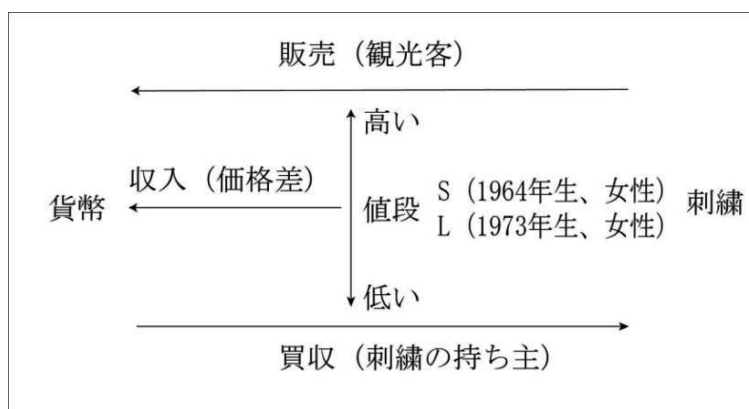 販売（観光客）
高い
収入（価格差）
貨幣
値段
S（1964年生、女性）
L（1973年生、女性）
刺繍
低い
買収（刺繍の持ち主）